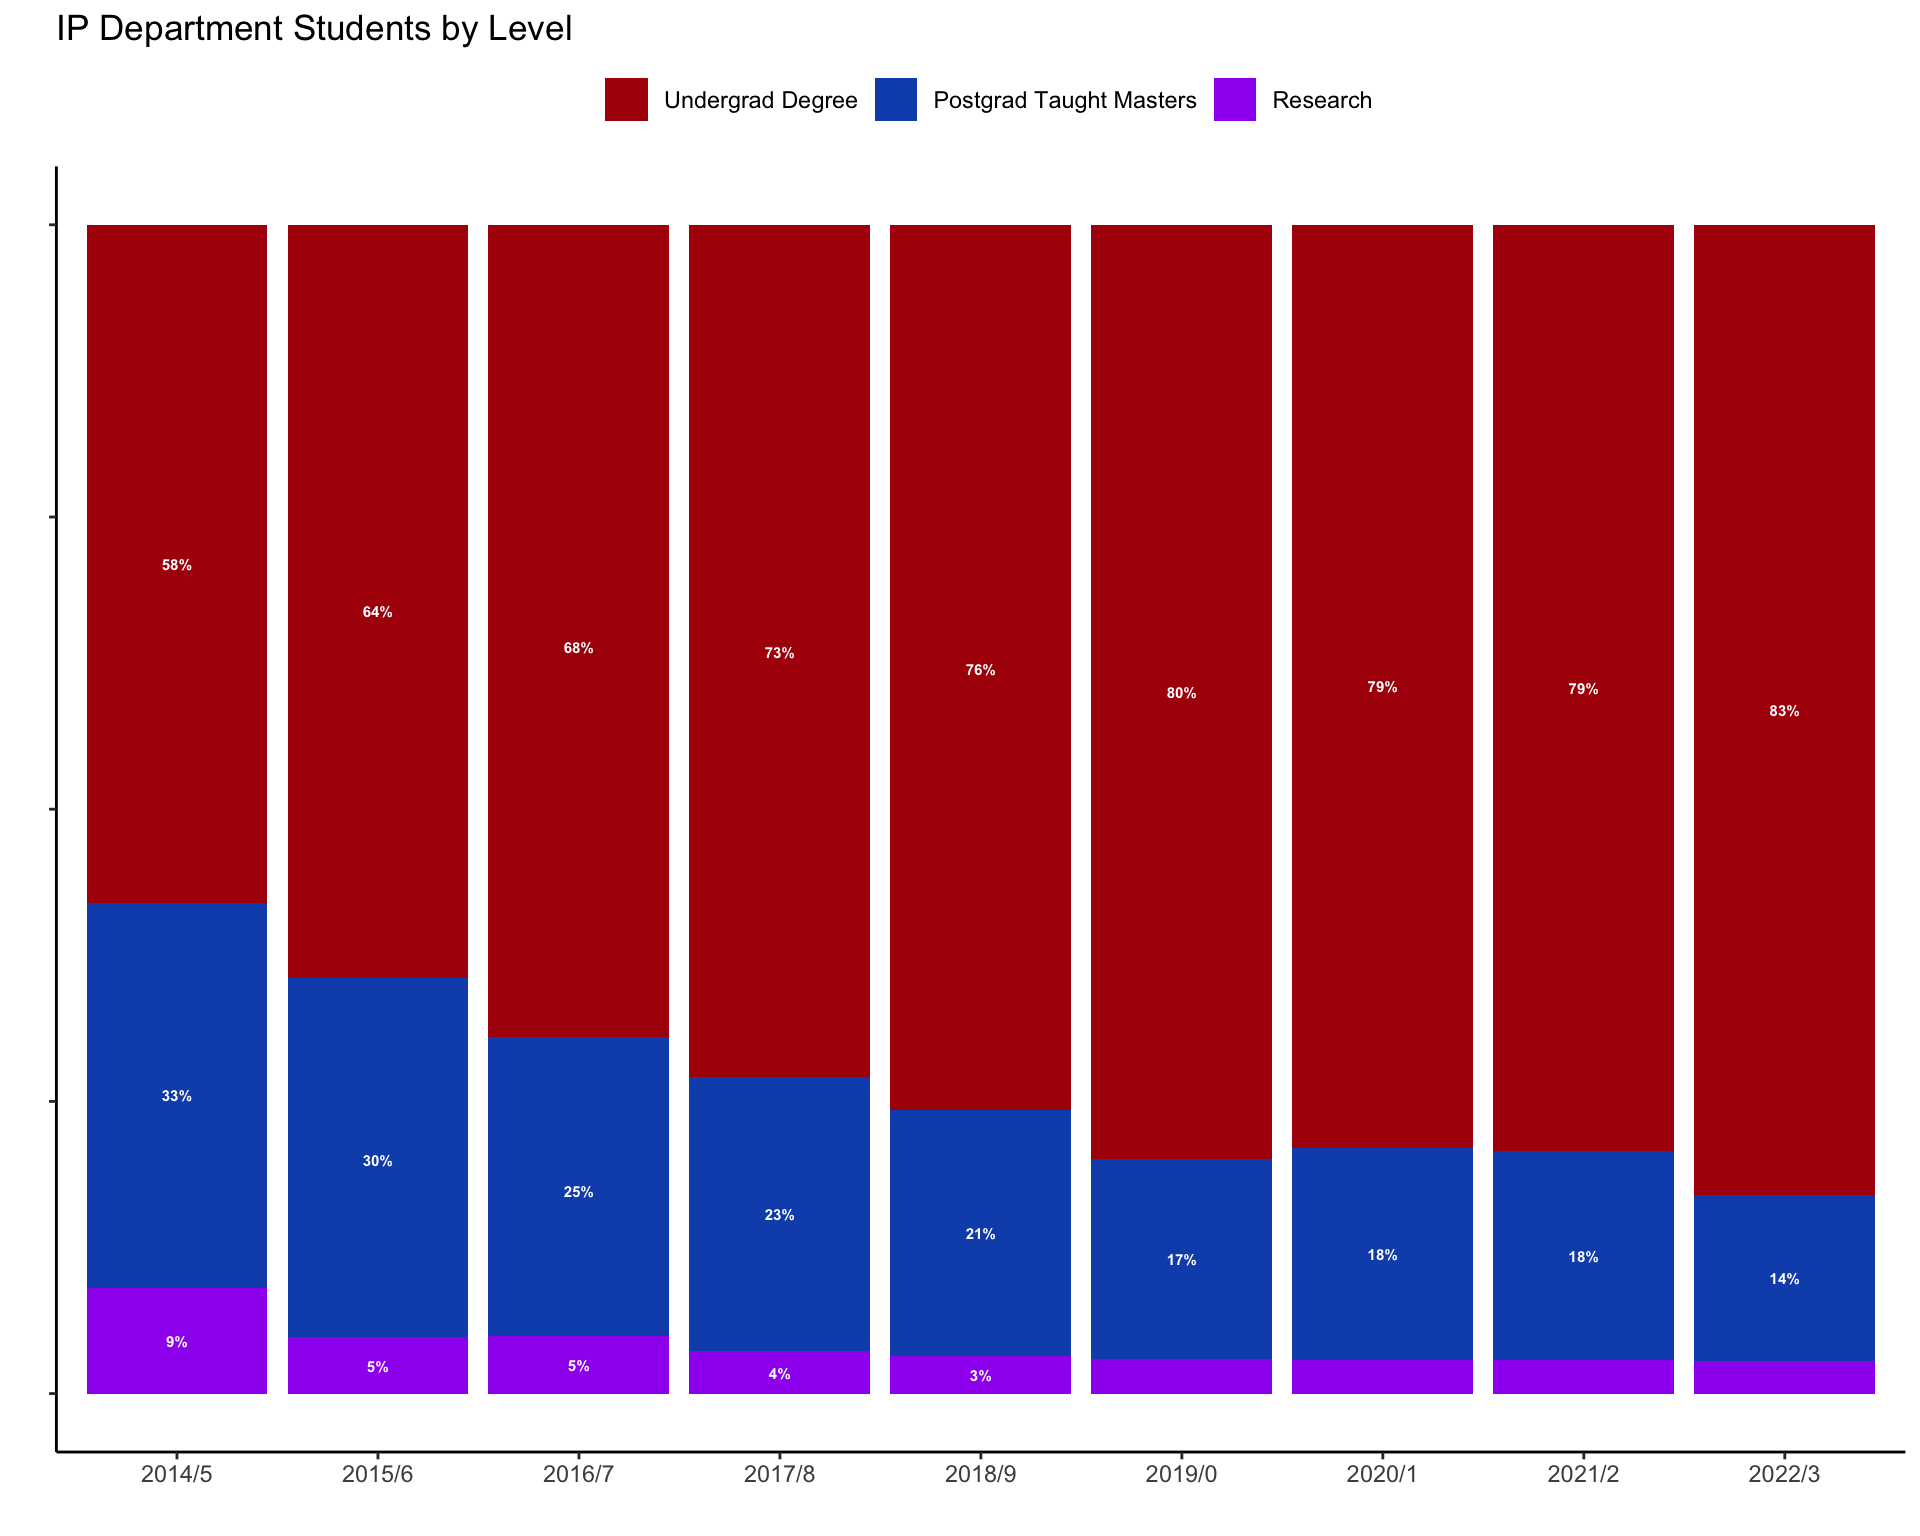 IP Department Students by Level
Undergrad Degree Postgrad Taught Masters Research
58% 64% 68% 73% 76% 80% 79% 79% 83%
33% 30% 25% 23% 21% 17% 18% 18% 14%
9% 5% 5% 4% 3%
2014/5 2015/6 2016/7 2017/8 2018/9 2019/0 2020/1 2021/2 2022/3